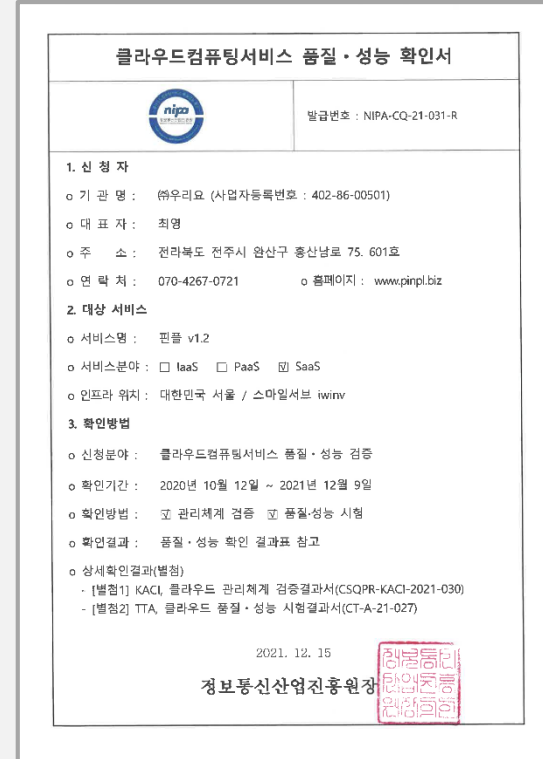 클라우드컴퓨팅서비스 품질・성능 확인서
nipa
발급번호 : NIPA-CQ-21-031-R
1. 신 청 자
o 기 관 명 : ㈜우리요 (사업자등록번호 : 402-86-00501)
o 대 표 자 : 최영
o 주 소 : 전라북도 전주시 완산구 홍산남로 75. 601호
o 연 락 처 : 070-4267-0721 o 홈페이지 : www.pinpl.biz
2. 대상 서비스
o 서비스명 : 핀플 v1.2
o 서비스분야 : □ IaaS □ PaaS ☑ SaaS
o 인프라 위치 : 대한민국 서울 / 스마일서브 iwinv
3. 확인방법
o 신청분야 : 클라우드컴퓨팅서비스 품질・성능 검증
o 확인기간 : 2020년 10월 12일 ~ 2021년 12월 9일
o 확인방법 : ☑ 관리체계 검증 ☑ 품질·성능 시험
o 확인결과 : 품질・성능 확인 결과표 참고
o 상세확인결과(별첨)
- [별첨1] KACI, 클라우드 관리체계 검증결과서(CSQPR-KACI-2021-030)
- [별첨2] TTA, 클라우드 품질・성능 시험결과서(CT-A-21-027)
2021. 12. 15
정보통신산업진흥원장